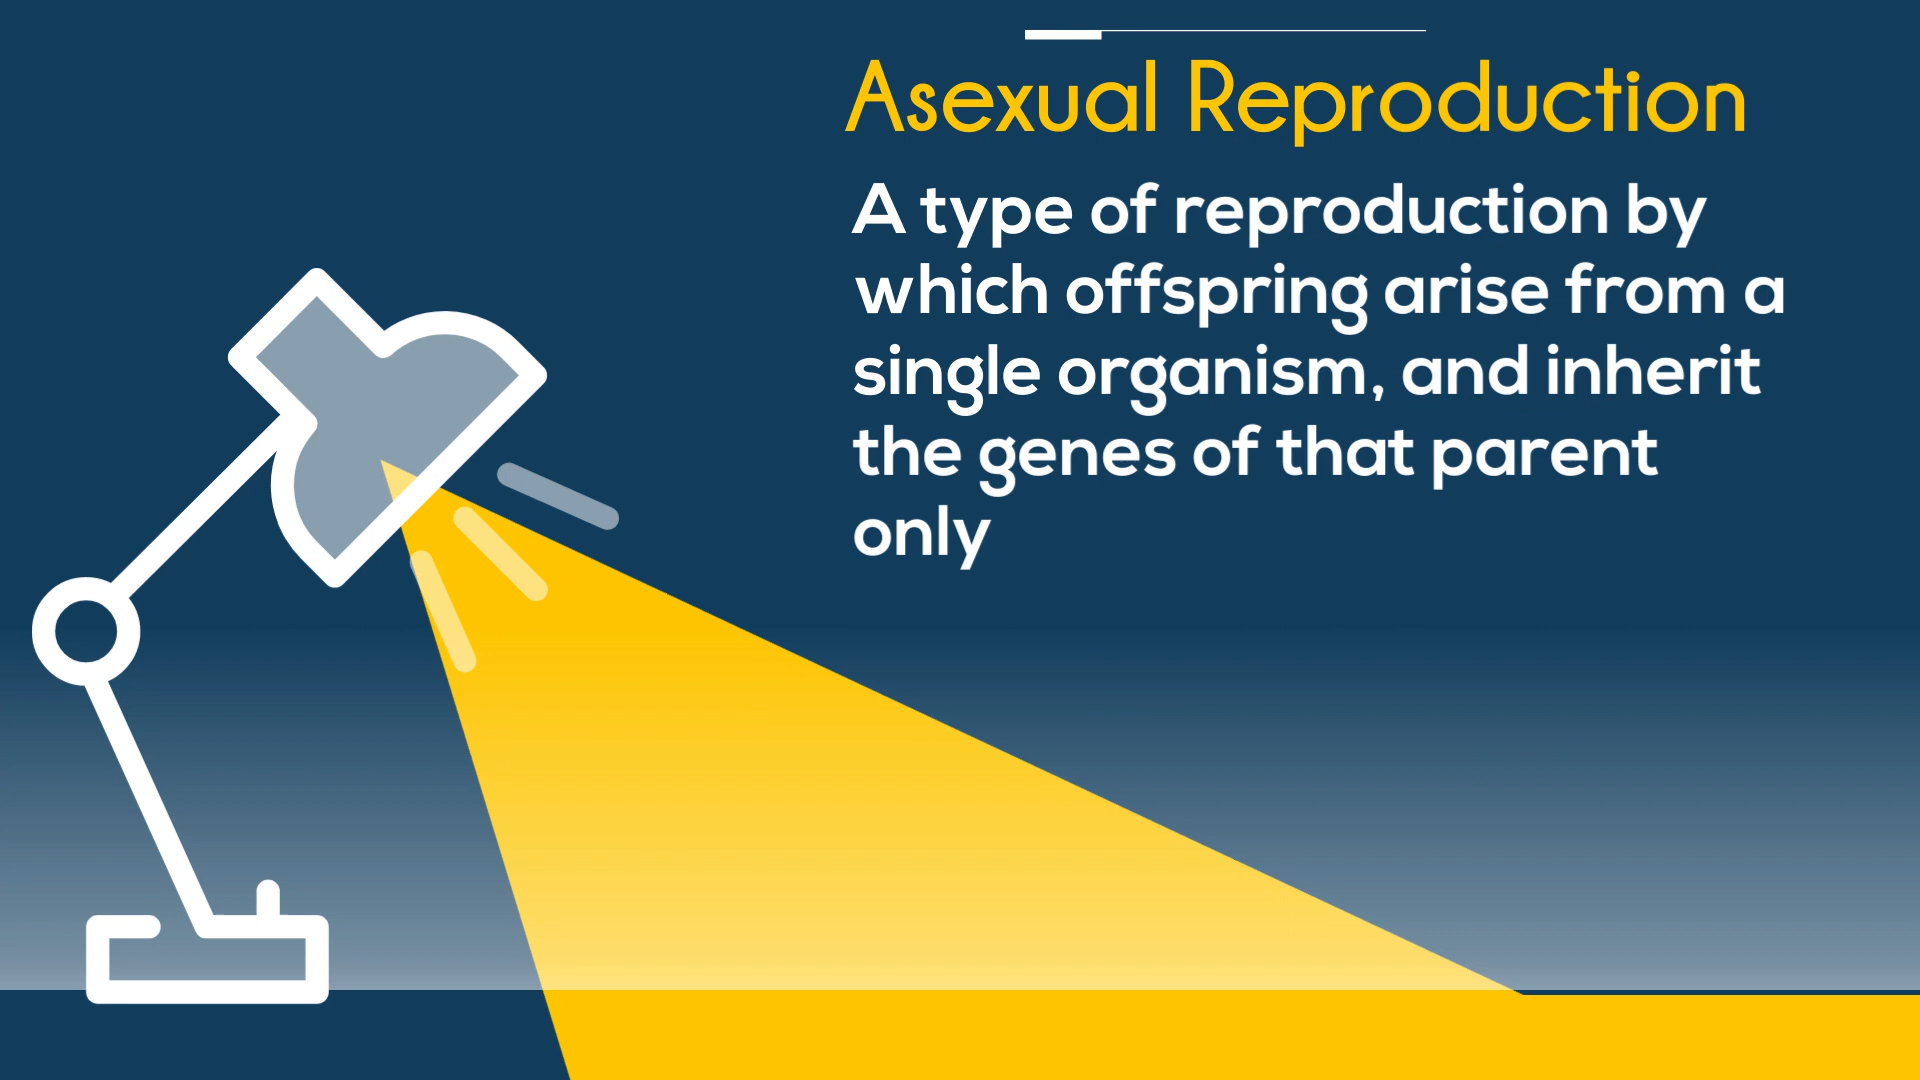 Asexual Reproduction
A type of reproduction by
which offspring arise from a
single organism, and inherit
the genes of that parent
only